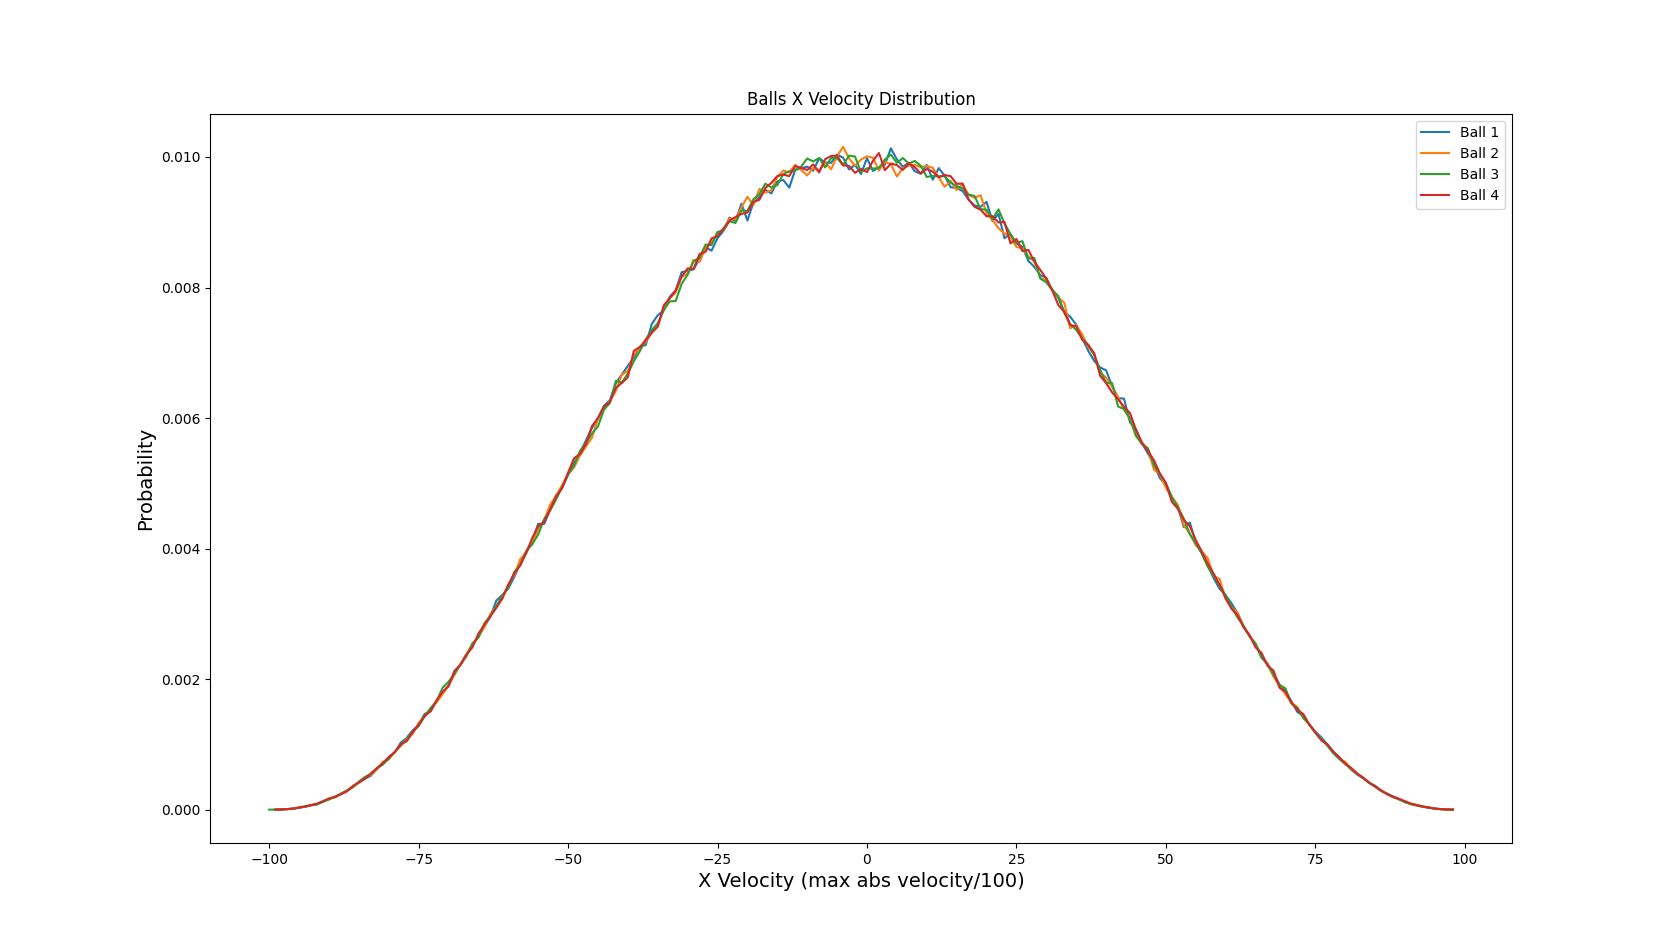 Balls X Velocity Distribution
Ball 1
Ball 2
Ball 3
Ball 4
0.010
0.008
0.006
0.004
0.002
0.000
Probability
−100 −75 −50 −25 0 25 50 75 100
X Velocity (max abs velocity/100)